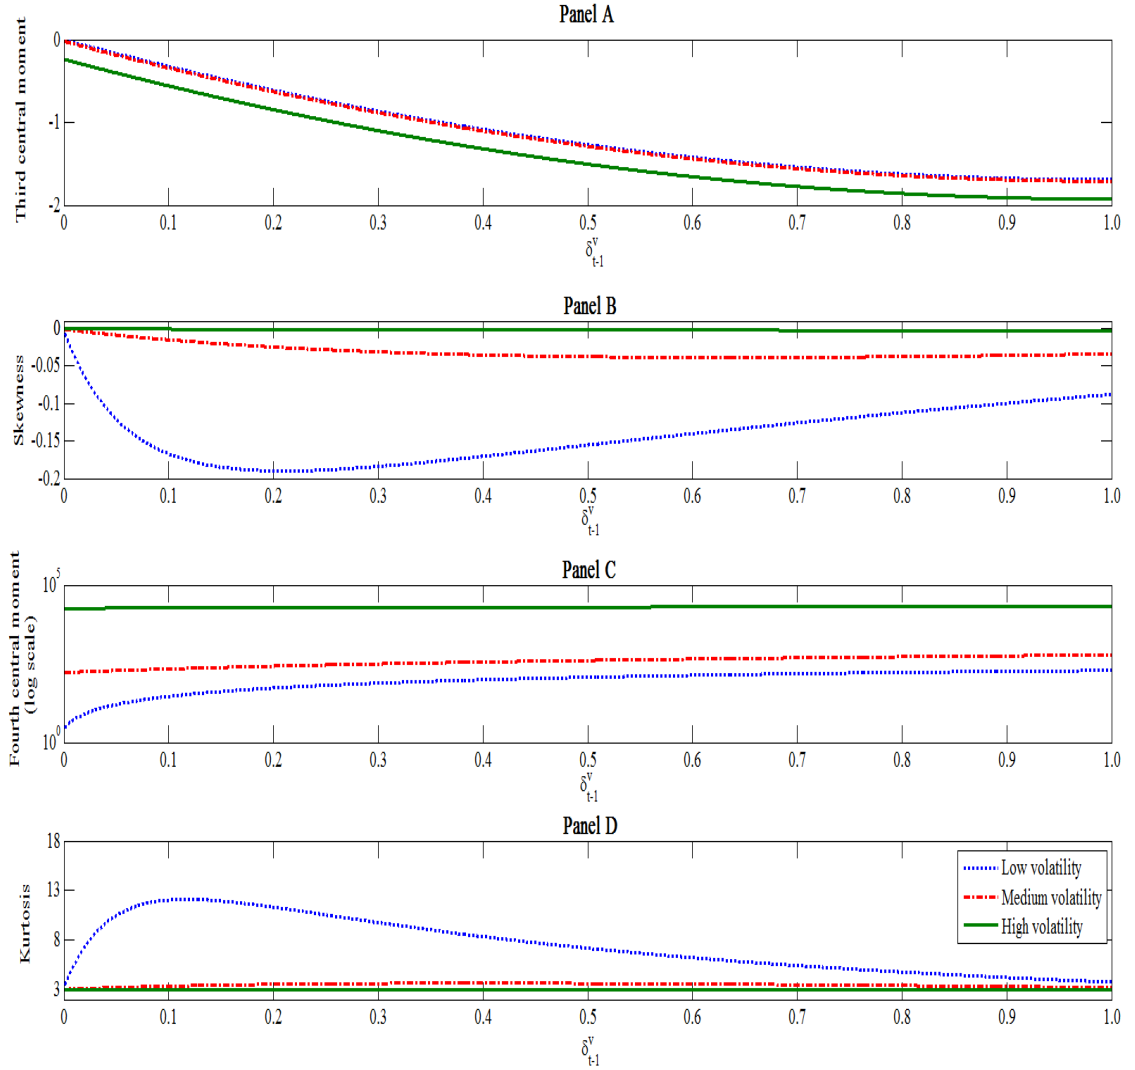 Panel A
Third central moment
0
-1
-2
0 0.1 0.2 0.3 0.4 0.5 0.6 0.7 0.8 0.9 1.0
δ^v_{t-1}
Panel B
Skewness
0
-0.05
-0.1
-0.15
-0.2
0 0.1 0.2 0.3 0.4 0.5 0.6 0.7 0.8 0.9 1.0
δ^v_{t-1}
Panel C
Fourth central moment
(log scale)
10^5
10^0
0 0.1 0.2 0.3 0.4 0.5 0.6 0.7 0.8 0.9 1.0
δ^v_{t-1}
Panel D
Kurtosis
18
13
8
3
Low volatility
Medium volatility
High volatility
0 0.1 0.2 0.3 0.4 0.5 0.6 0.7 0.8 0.9 1.0
δ^v_{t-1}